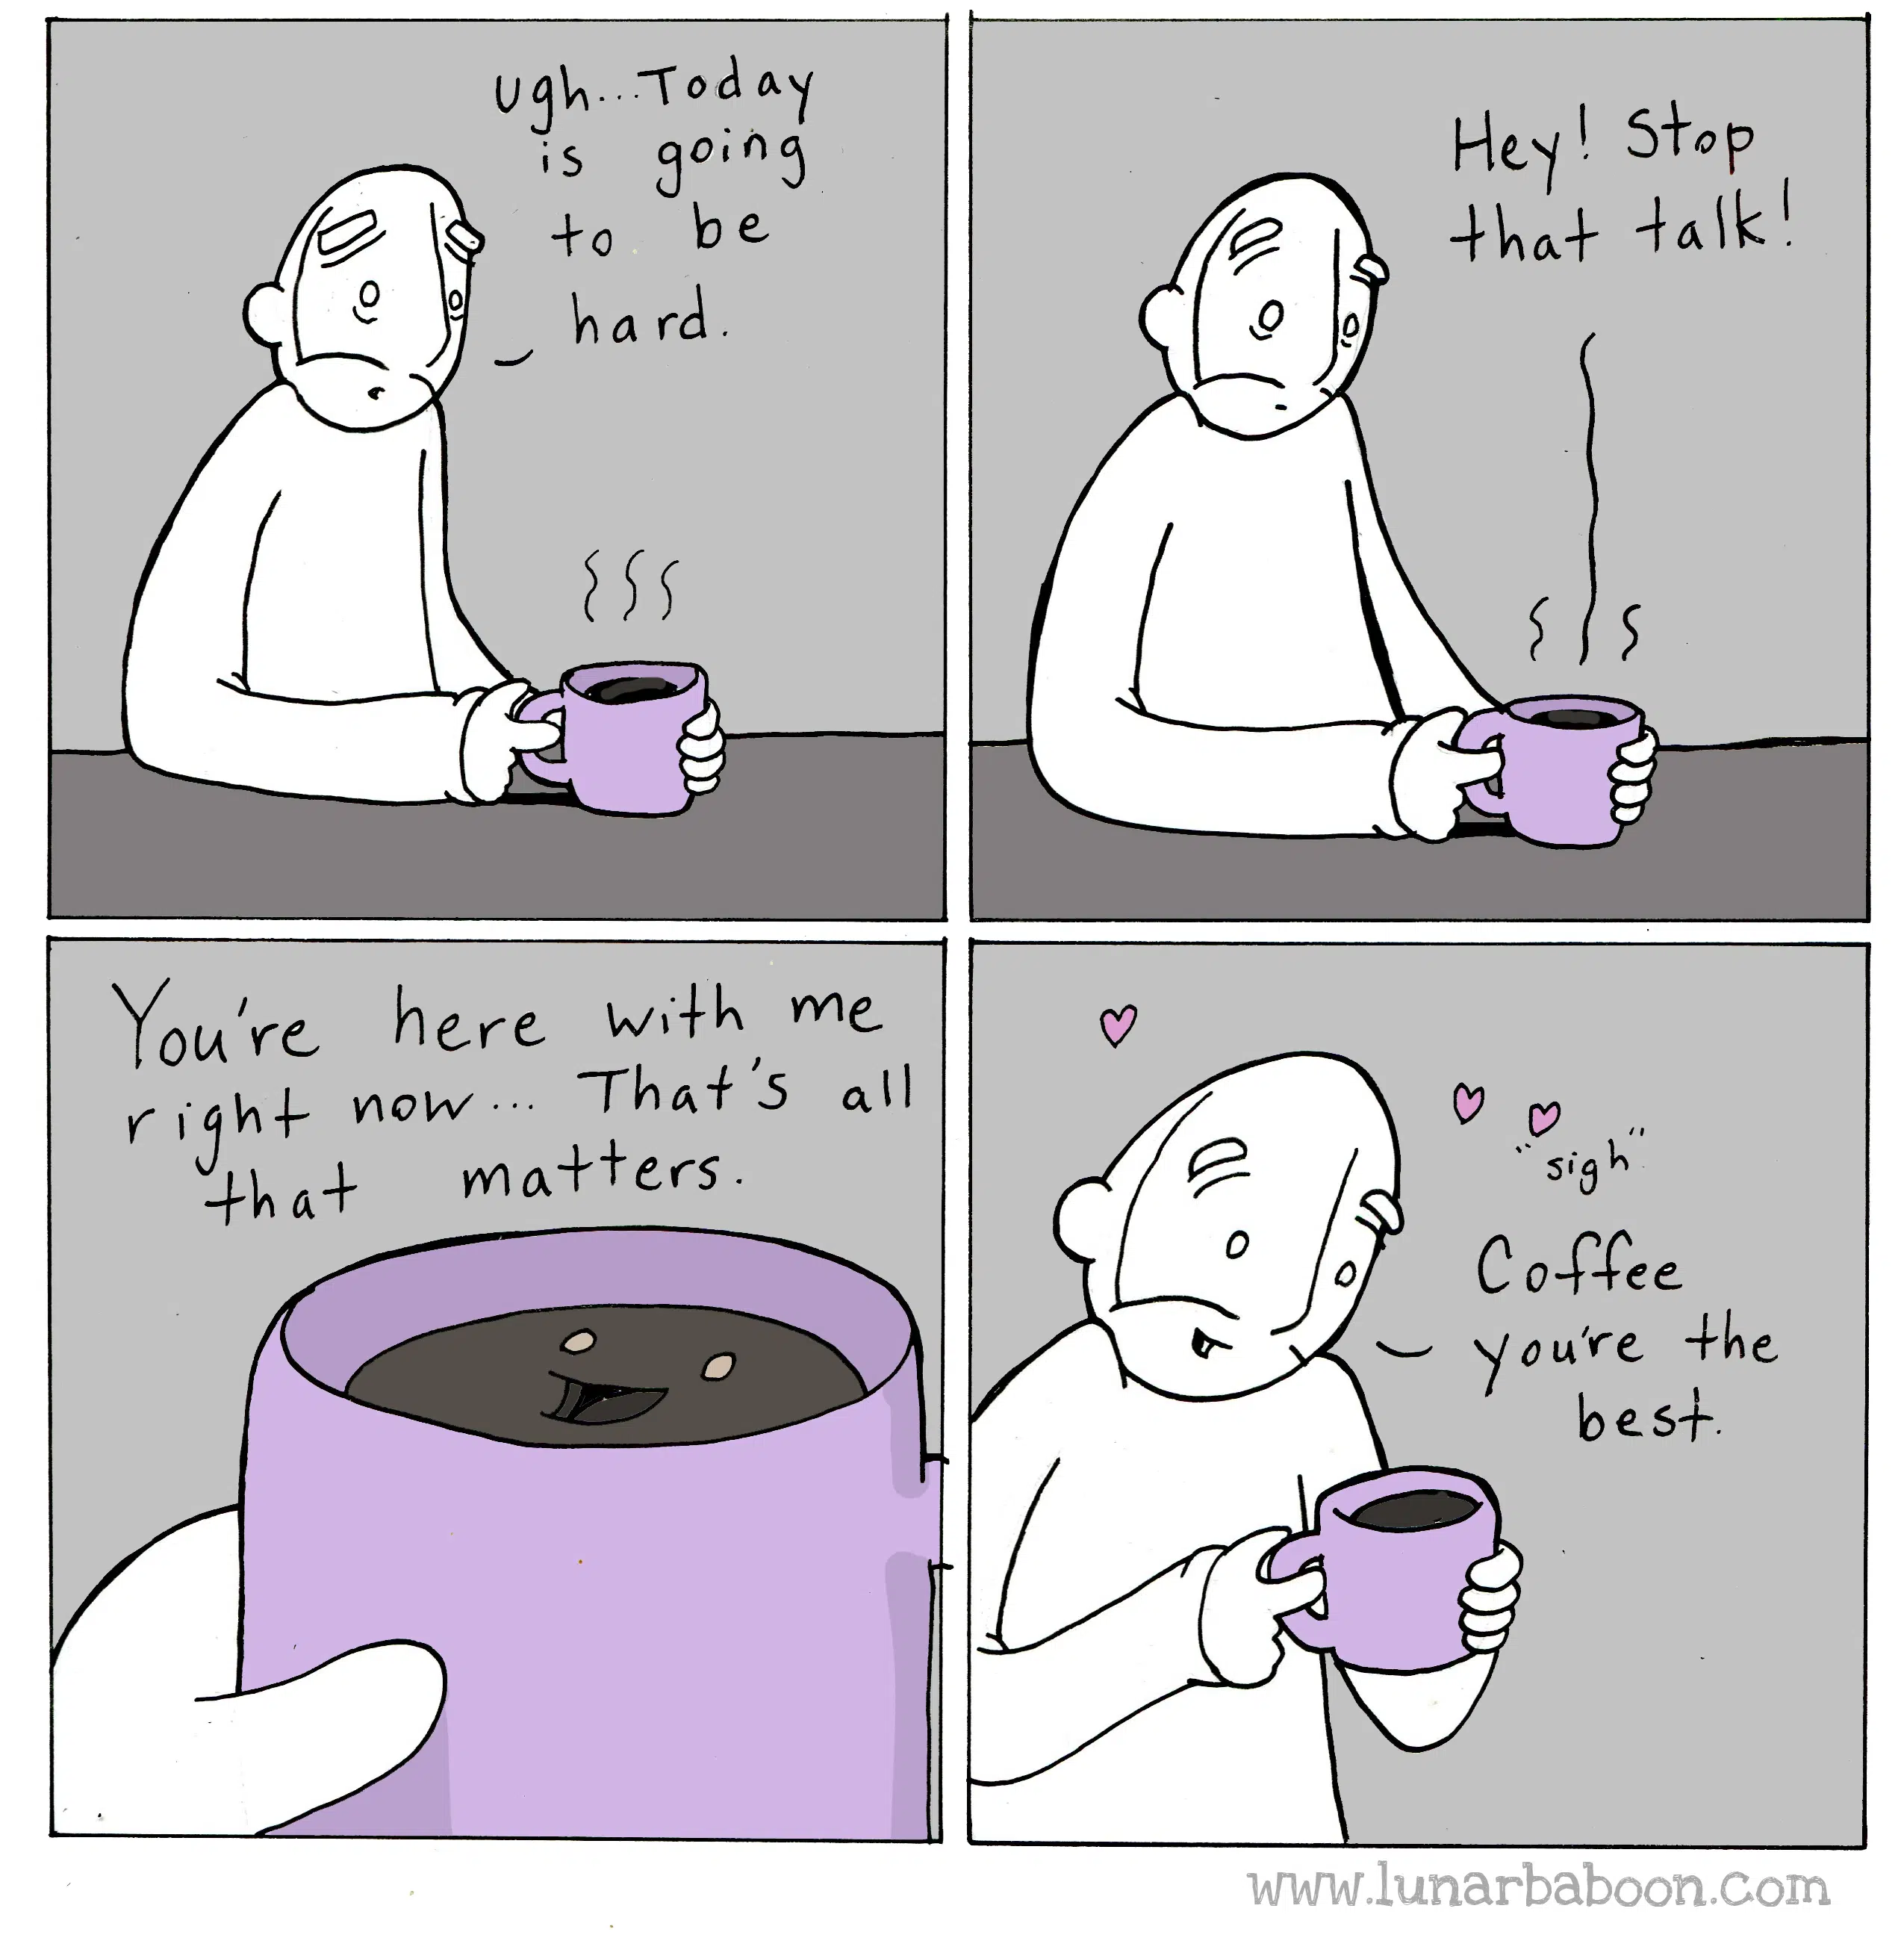 Ugh...Today
is going
to be
hard.
Hey! Stop
that talk!
You're here with me
right now... That's all
that matters.
"sigh"
Coffee
you're the
best.
www.lunarbaboon.com